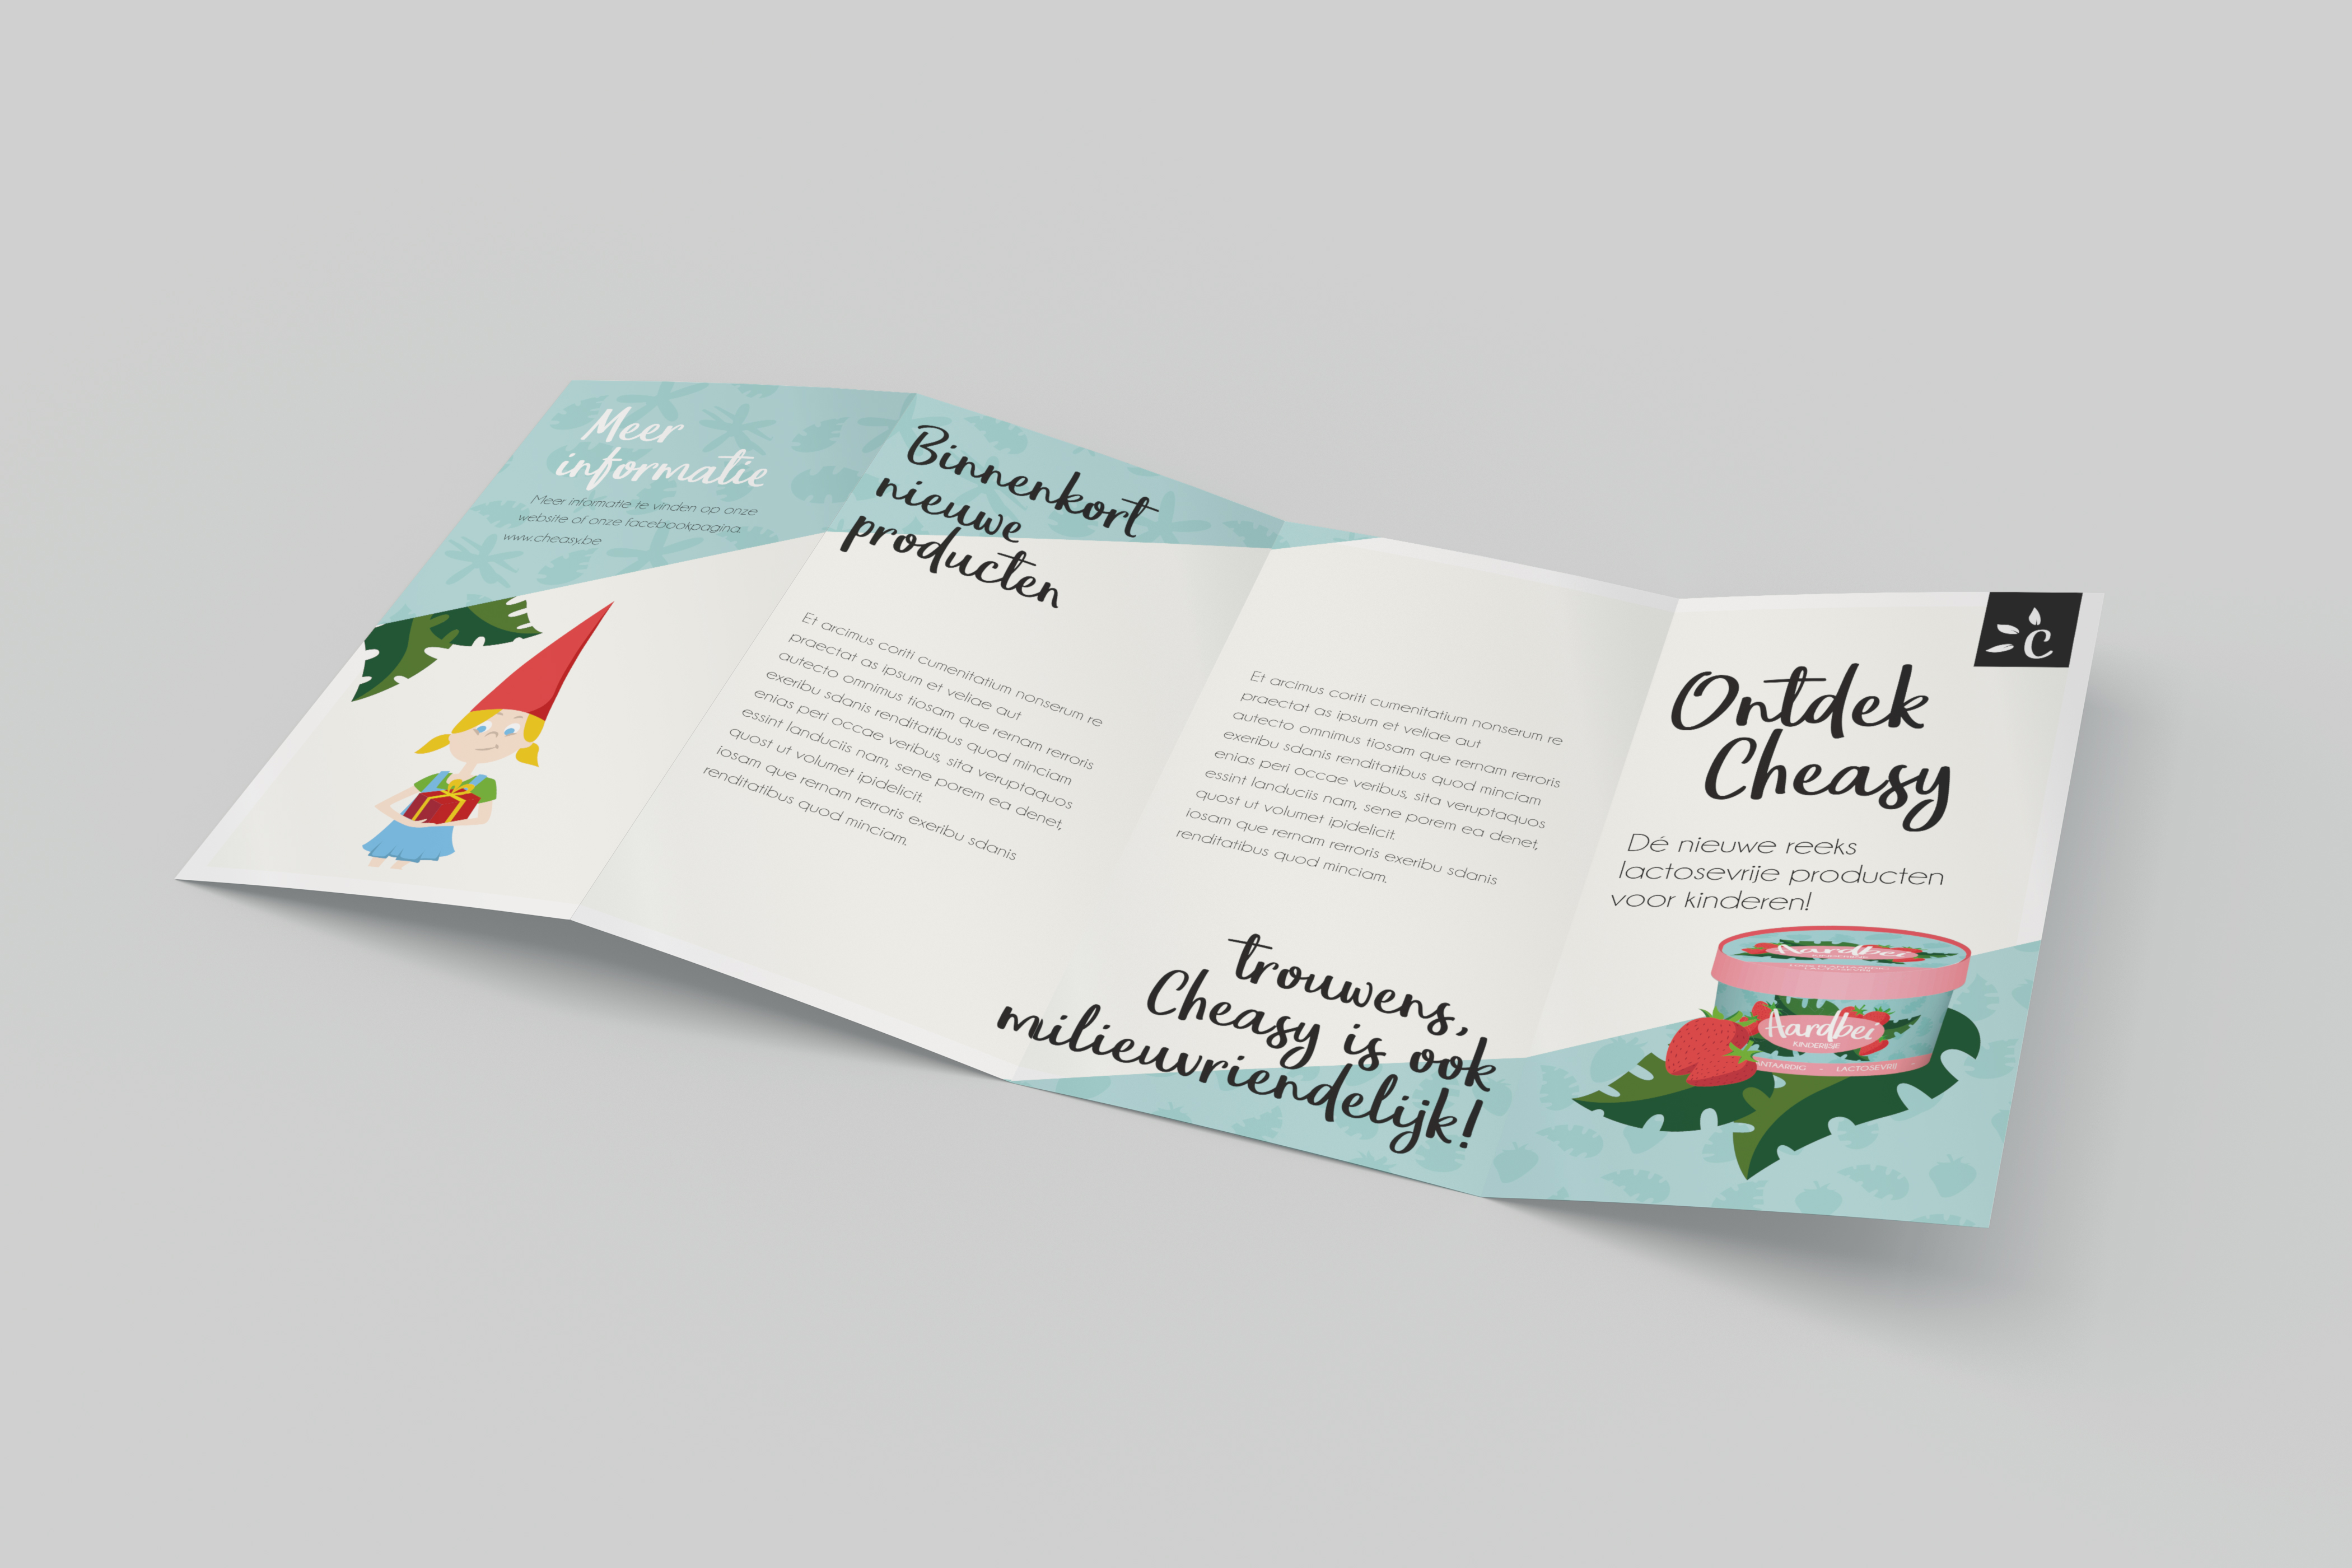 Meer
informatie
Meer informatie te vinden op onze
website of onze facebookpagina.
www.cheasy.be
Binnenkort
nieuwe
producten
Et arcimus coriti cumenitatium nonserum re
praectat as ipsum et veliae aut
autecto omnimus tiosam que rernam rerroris
exeribu sdanis renditatibus quod minciam
enias peri occae veribus, sita veruptaquos
essint landuciis nam, sene porem ea denet,
quost ut volumet ipidelicit.
iosam que rernam rerroris exeribu sdanis
renditatibus quod minciam.
Et arcimus coriti cumenitatium nonserum re
praectat as ipsum et veliae aut
autecto omnimus tiosam que rernam rerroris
exeribu sdanis renditatibus quod minciam
enias peri occae veribus, sita veruptaquos
essint landuciis nam, sene porem ea denet,
quost ut volumet ipidelicit.
iosam que rernam rerroris exeribu sdanis
renditatibus quod minciam.
trouwens,
Cheasy is ook
milieuvriendelijk!
c
Ontdek
Cheasy
Dé nieuwe reeks
lactosevrije producten
voor kinderen!
Aardbei
Aardbei
KINDERIJSJE
NTAARDIG - LACTOSEVRIJ